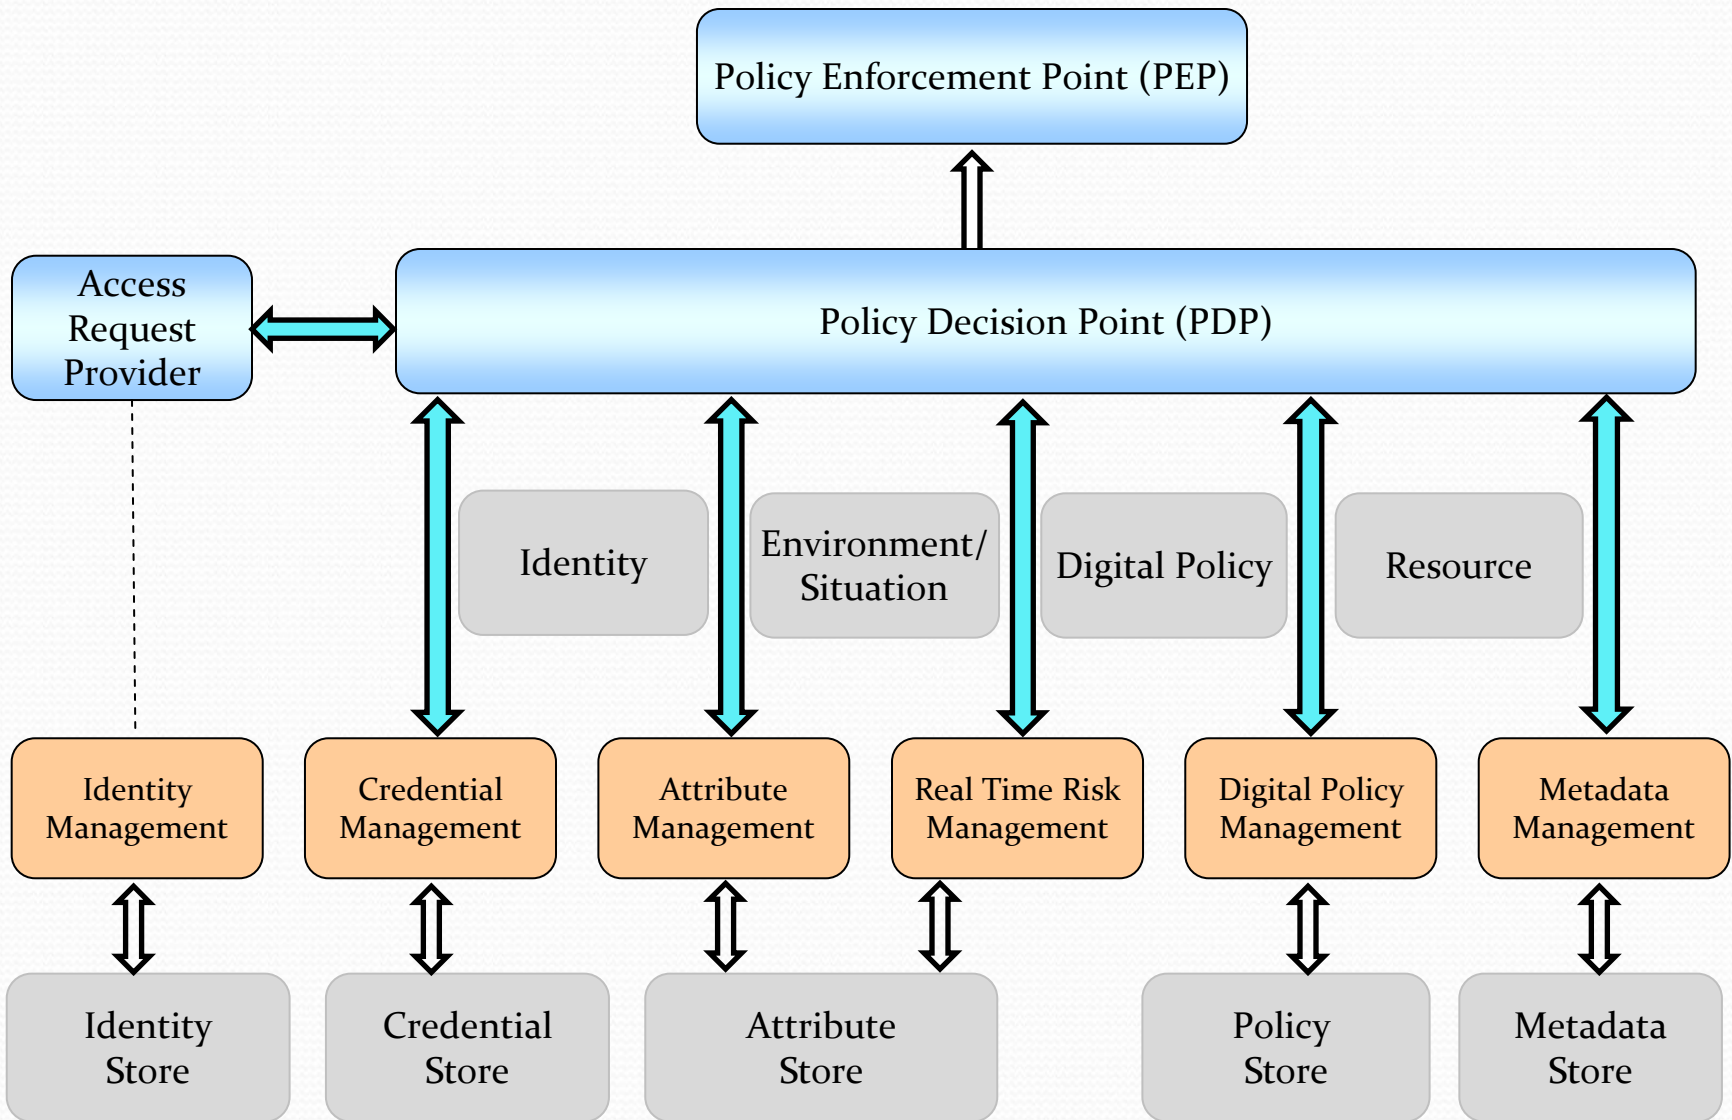 Policy Enforcement Point (PEP)
Access
Request
Provider
Policy Decision Point (PDP)
Identity
Environment/
Situation
Digital Policy
Resource
Identity
Management
Credential
Management
Attribute
Management
Real Time Risk
Management
Digital Policy
Management
Metadata
Management
Identity
Store
Credential
Store
Attribute
Store
Policy
Store
Metadata
Store